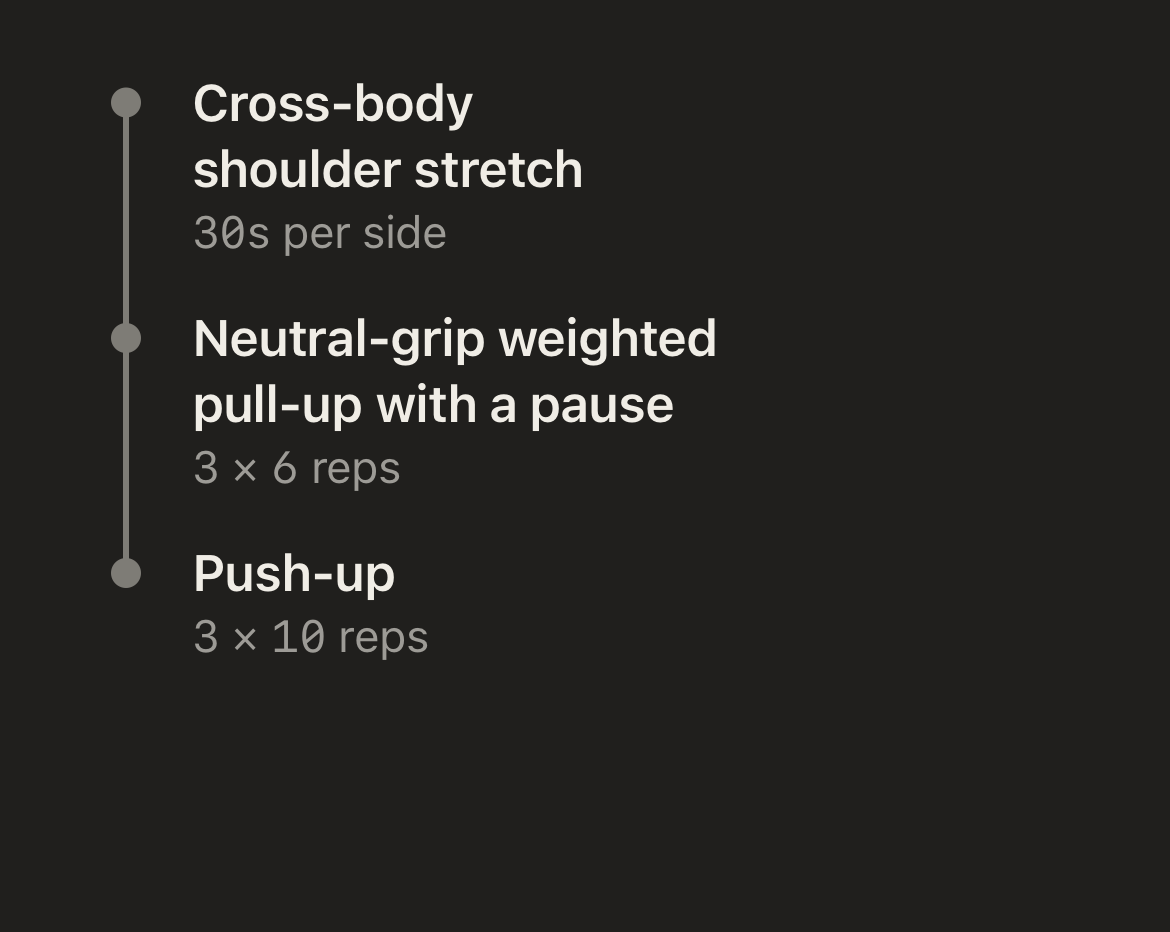 Cross-body
shoulder stretch
30s per side
Neutral-grip weighted
pull-up with a pause
3 × 6 reps
Push-up
3 × 10 reps